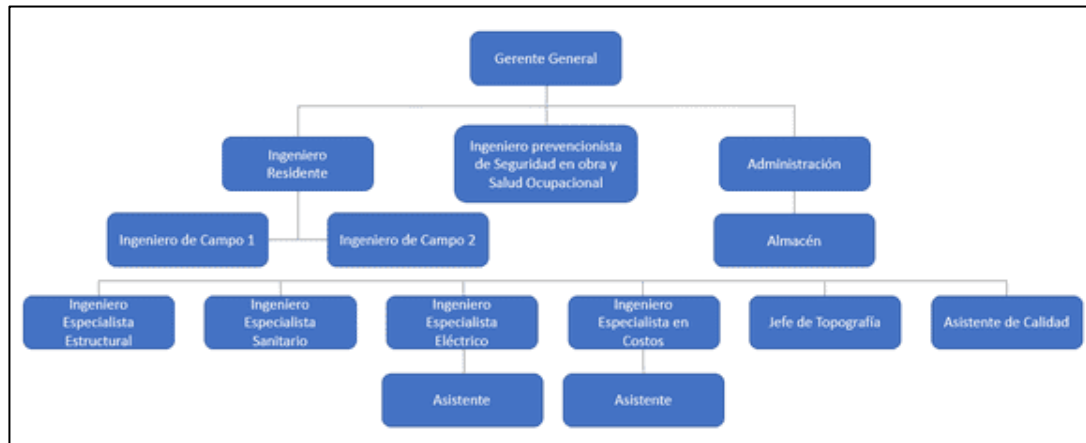 Gerente General
Ingeniero
Residente
Ingeniero prevencionista
de Seguridad en obra y
Salud Ocupacional
Administración
Ingeniero de Campo 1
Ingeniero de Campo 2
Almacén
Ingeniero
Especialista
Estructural
Ingeniero
Especialista
Sanitario
Ingeniero
Especialista
Eléctrico
Ingeniero
Especialista en
Costos
Jefe de Topografía
Asistente de Calidad
Asistente
Asistente